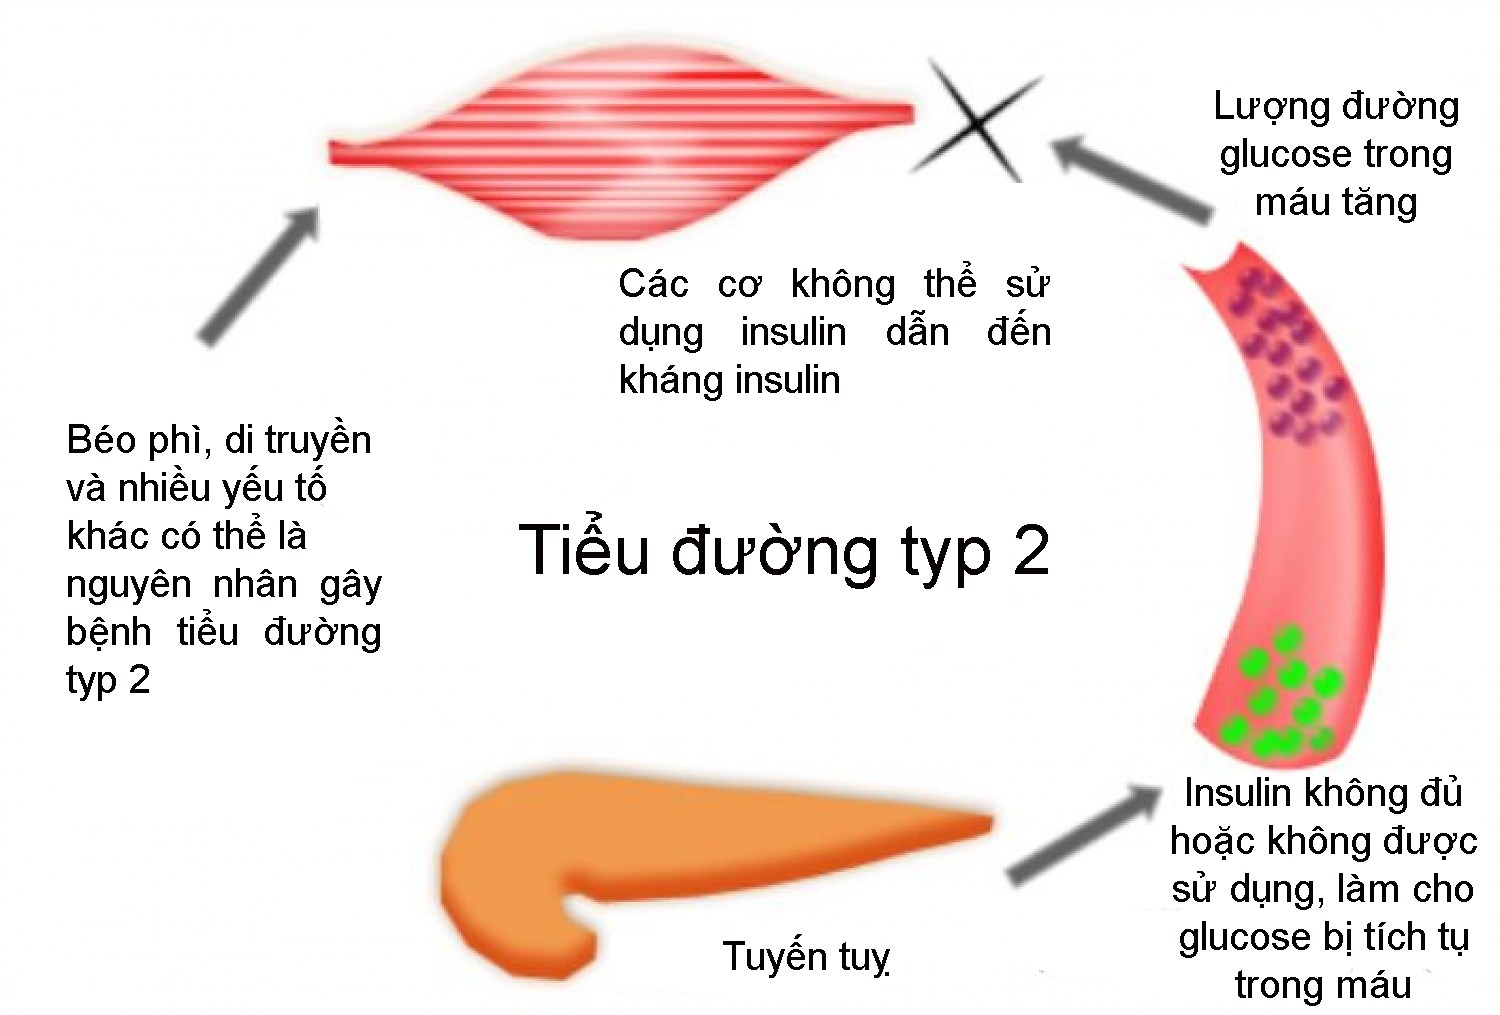 Lượng đường
glucose trong
máu tăng
Các cơ không thể sử
dụng insulin dẫn đến
kháng insulin
Béo phì, di truyền
và nhiều yếu tố
khác có thể là
nguyên nhân gây
bệnh tiểu đường
typ 2
Tiểu đường typ 2
Insulin không đủ
hoặc không được
sử dụng, làm cho
glucose bị tích tụ
trong máu
Tuyến tuỵ